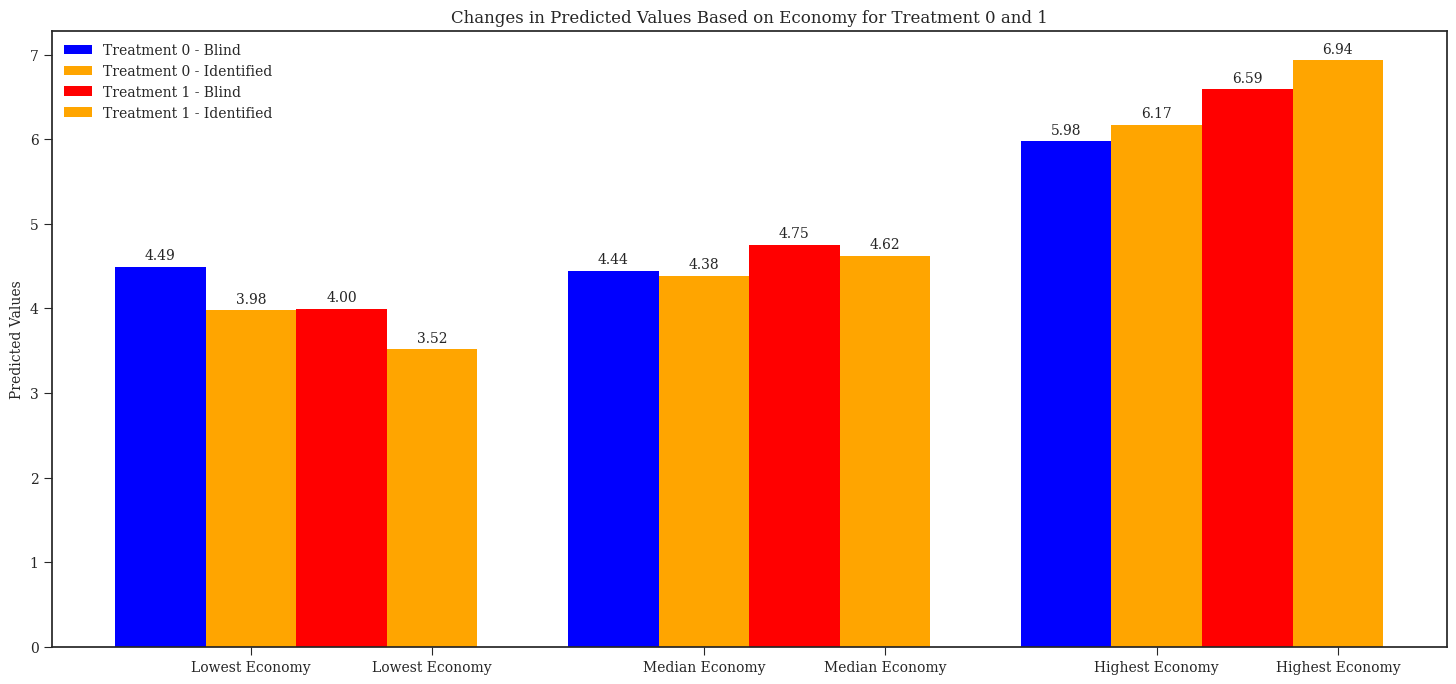 Changes in Predicted Values Based on Economy for Treatment 0 and 1
Treatment 0 - Blind
Treatment 0 - Identified
Treatment 1 - Blind
Treatment 1 - Identified
Predicted Values
7
6
5
4
3
2
1
0
4.49
3.98
4.00
3.52
4.44
4.38
4.75
4.62
5.98
6.17
6.59
6.94
Lowest Economy
Lowest Economy
Median Economy
Median Economy
Highest Economy
Highest Economy